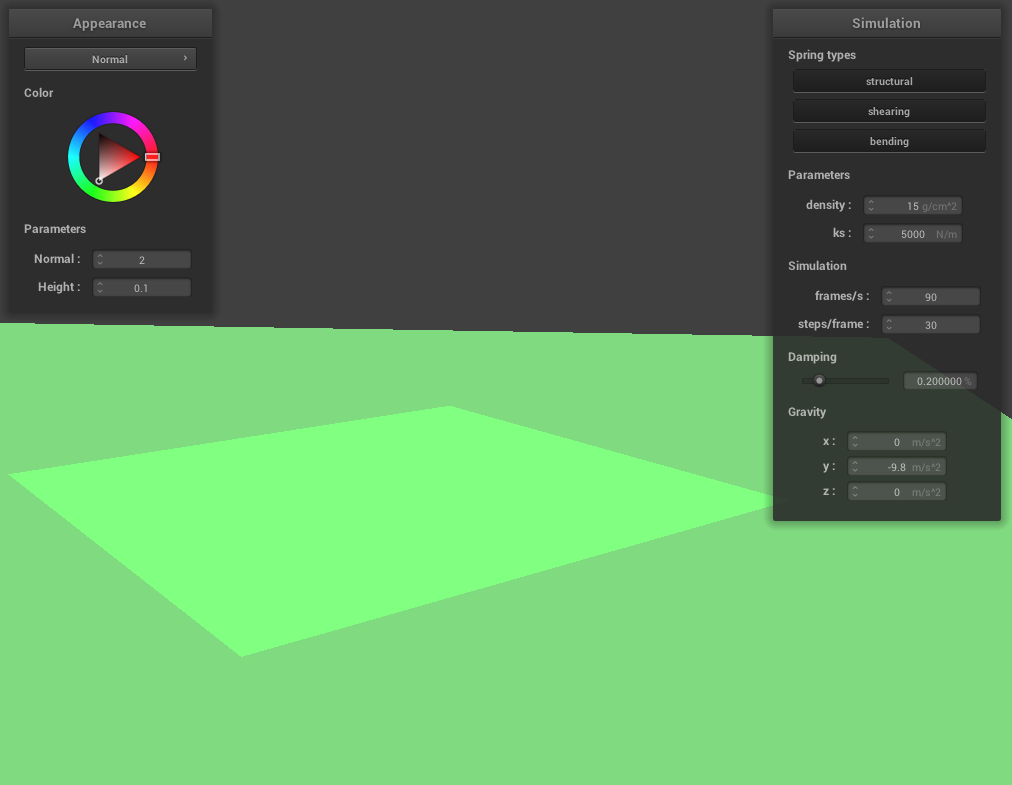 Appearance
Normal
Color
Parameters
Normal :
2
Height :
0.1
Simulation
Spring types
structural
shearing
bending
Parameters
density :
15 g/cm^2
ks :
5000 N/m
Simulation
frames/s :
90
steps/frame :
30
Damping
0.200000 %
Gravity
x :
0 m/s^2
y :
-9.8 m/s^2
z :
0 m/s^2